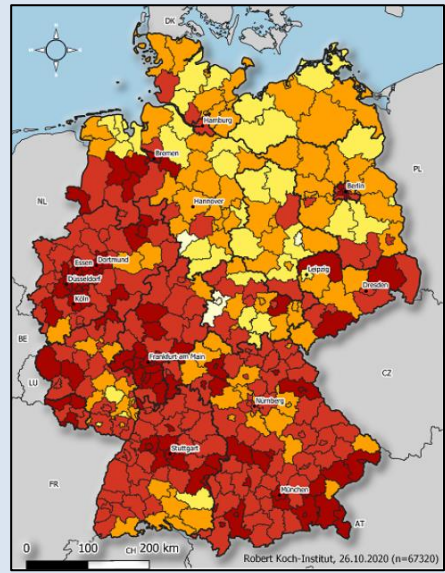 DK
Hamburg
Bremen
PL
NL
Berlin
Hannover
Essen
Dortmund
Düsseldorf
Leipzig
Köln
Dresden
BE
Frankfurt am Main
LU
CZ
Nürnberg
Stuttgart
FR
München
AT
CH
0 100 200 km
Robert Koch-Institut, 26.10.2020 (n=67320)